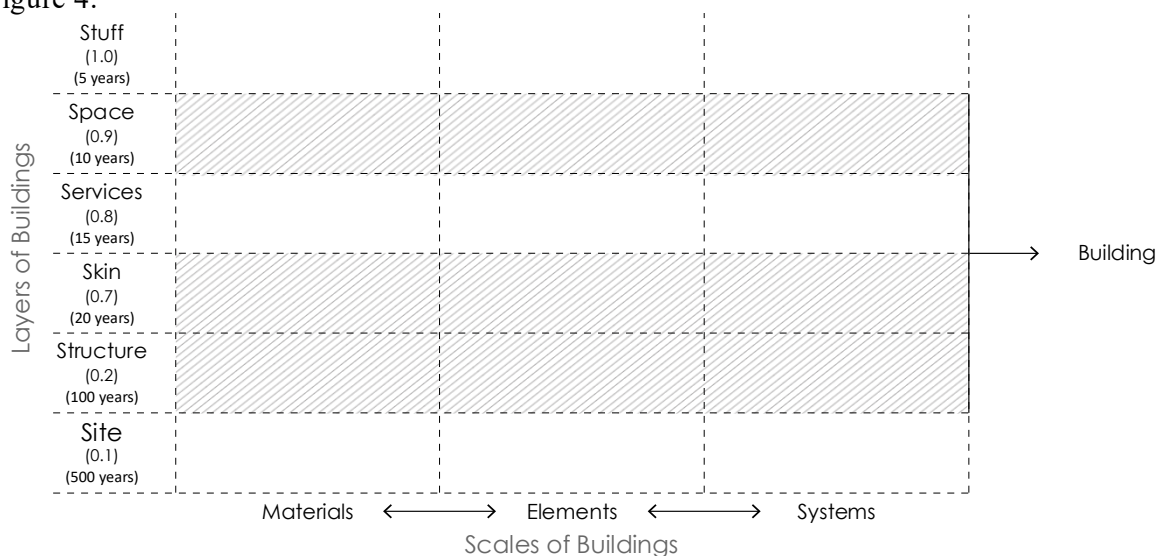 igure 4.
Stuff
(1.0)
(5 years)
Space
(0.9)
(10 years)
Services
(0.8)
(15 years)
Skin
(0.7)
(20 years)
Structure
(0.2)
(100 years)
Site
(0.1)
(500 years)
Layers of Buildings
Building
Materials
Elements
Systems
Scales of Buildings